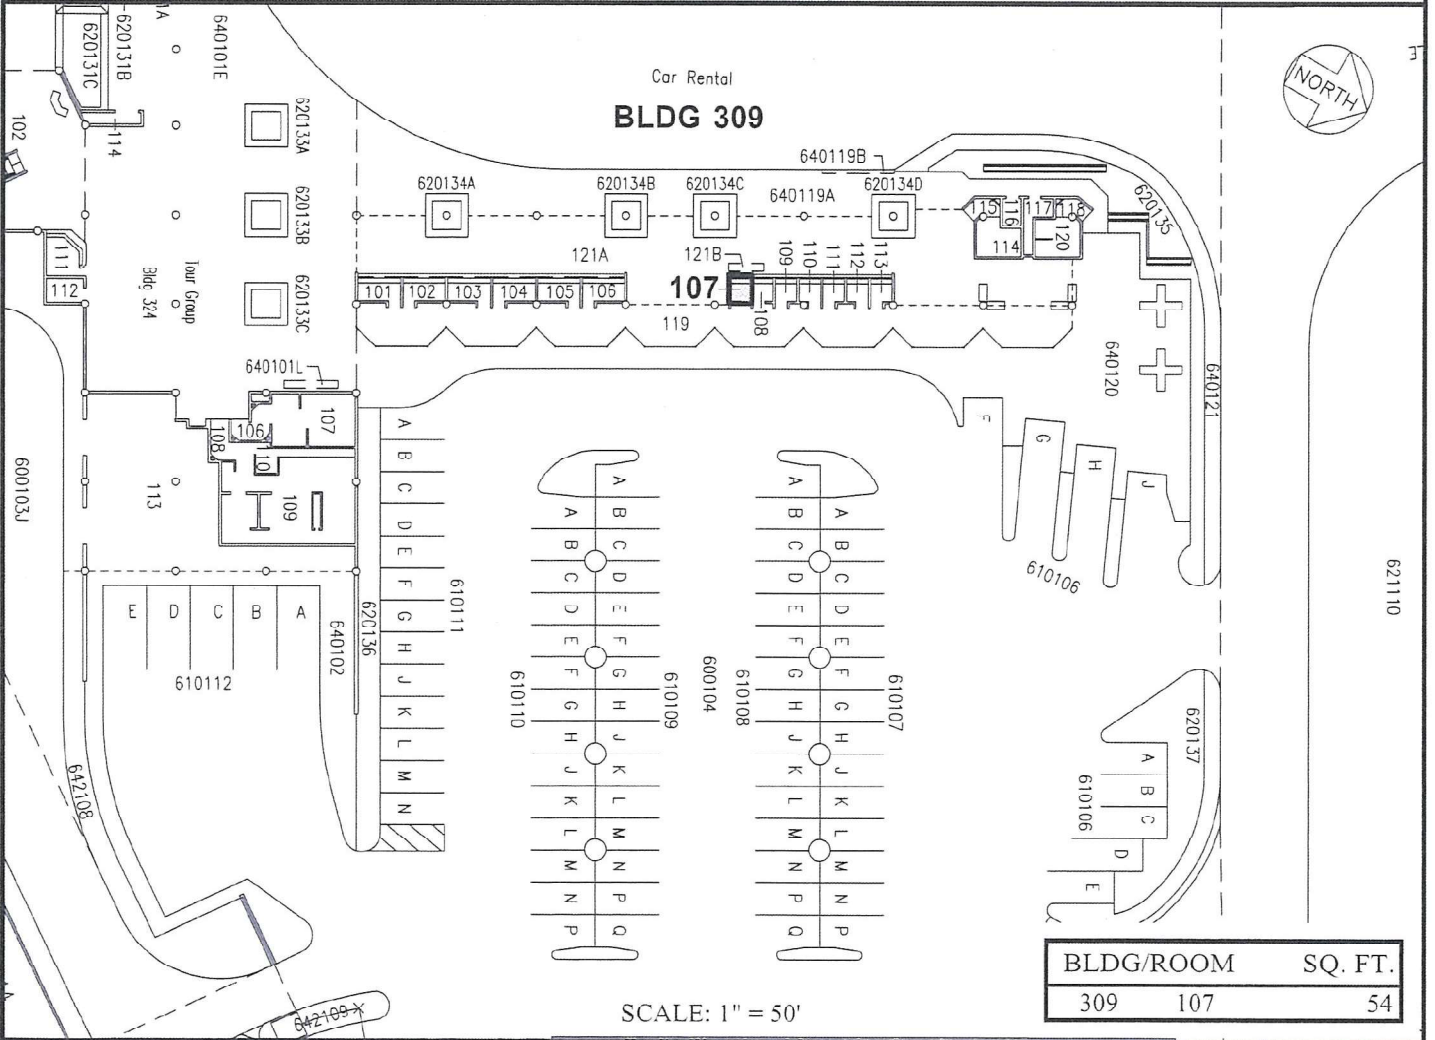 Car Rental
BLDG 309
NORTH
1A
620131B
620131C
640101E
620133A
114
102
640119B
620134A
620134B
620134C
640119A
620134D
620135
115
116
117
118
114
120
620133B
111
112
Tour Group
Bldg 324
620133C
121A
121B
109
110
111
112
113
101
102
103
104
105
106
107
108
119
640120
640121
640101L
106
107
108
110
109
113
600103J
A
B
C
D
E
F
G
H
J
K
L
M
N
610111
620136
640102
E D C B A
610112
642108
642109
A
B
C
D
E
F
G
H
J
K
L
M
N
P
610110
A
B
C
D
E
F
G
H
J
K
L
M
N
P
Q
610109
600104
A
B
C
D
E
F
G
H
J
K
L
M
N
P
Q
610108
A
B
C
D
E
F
G
H
J
K
L
M
N
P
610107
F
G
H
J
610106
621110
620137
A
B
C
D
E
610106
SCALE: 1" = 50'
BLDG/ROOM SQ. FT.
309 107 54